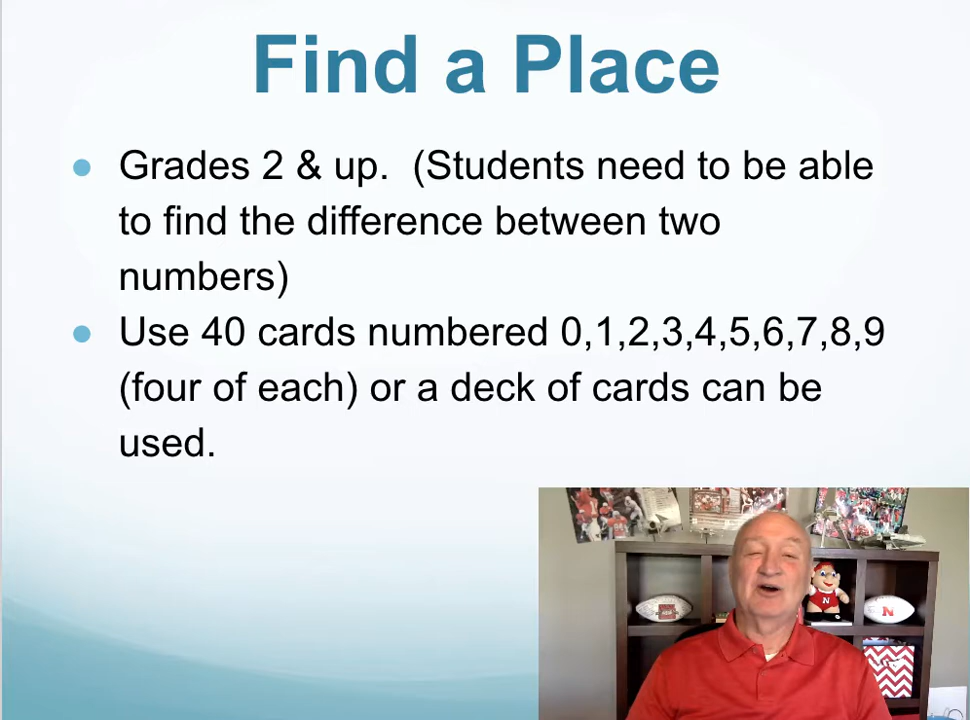 Find a Place
● Grades 2 & up.  (Students need to be able
to find the difference between two
numbers)
● Use 40 cards numbered 0,1,2,3,4,5,6,7,8,9
(four of each) or a deck of cards can be
used.
N
N